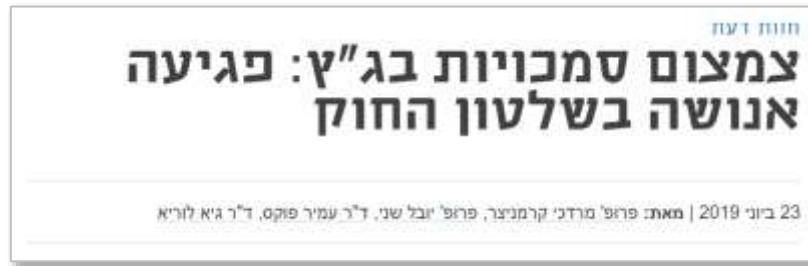 חוות דעת
צמצום סמכויות בג"ץ: פגיעה
אנושה בשלטון החוק
23 ביוני 2019 | מאת: פרופ' מרדכי קרמניצר, פרופ' יובל שני, ד"ר עמיר פוקס, ד"ר גיא לוריא